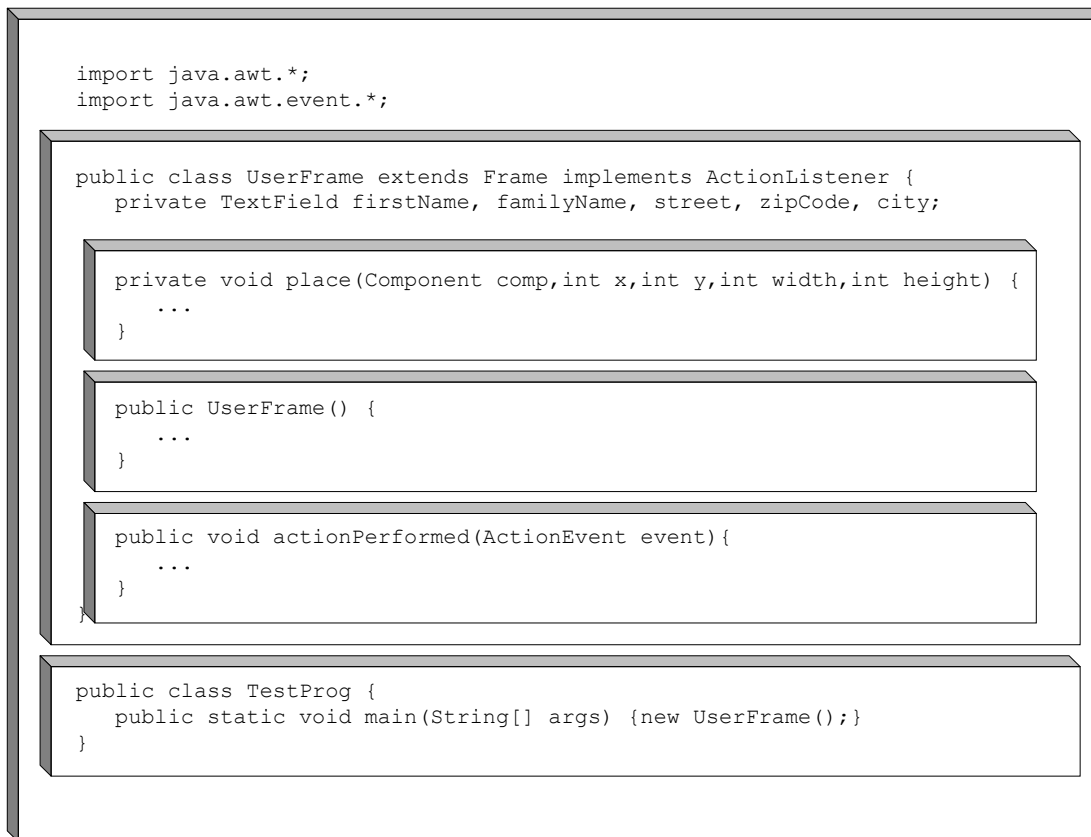 import java.awt.*;
import java.awt.event.*;
public class UserFrame extends Frame implements ActionListener {
private TextField firstName, familyName, street, zipCode, city;
private void place(Component comp,int x,int y,int width,int height) {
...
}
public UserFrame() {
...
}
public void actionPerformed(ActionEvent event){
...
}
}
public class TestProg {
public static void main(String[] args) {new UserFrame();}
}